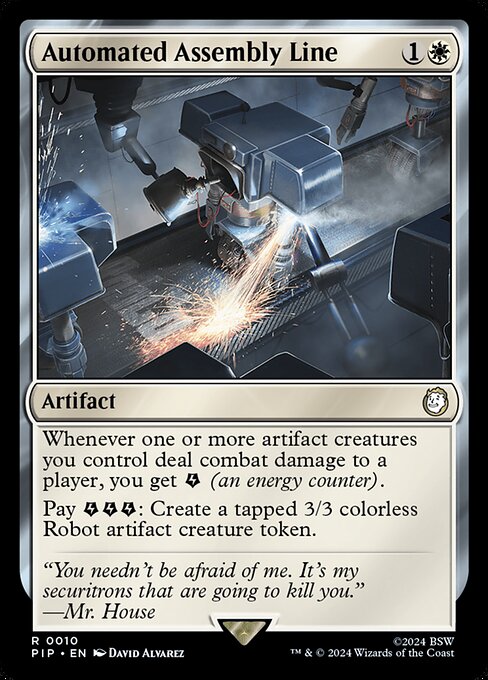 Automated Assembly Line 1
Artifact
Whenever one or more artifact creatures
you control deal combat damage to a
player, you get (an energy counter).
Pay : Create a tapped 3/3 colorless
Robot artifact creature token.
“You needn't be afraid of me. It's my
securitrons that are going to kill you.”
—Mr. House
R 0010
©2024 BSW
PIP • EN DAVID ALVAREZ
™ & © 2024 Wizards of the Coast